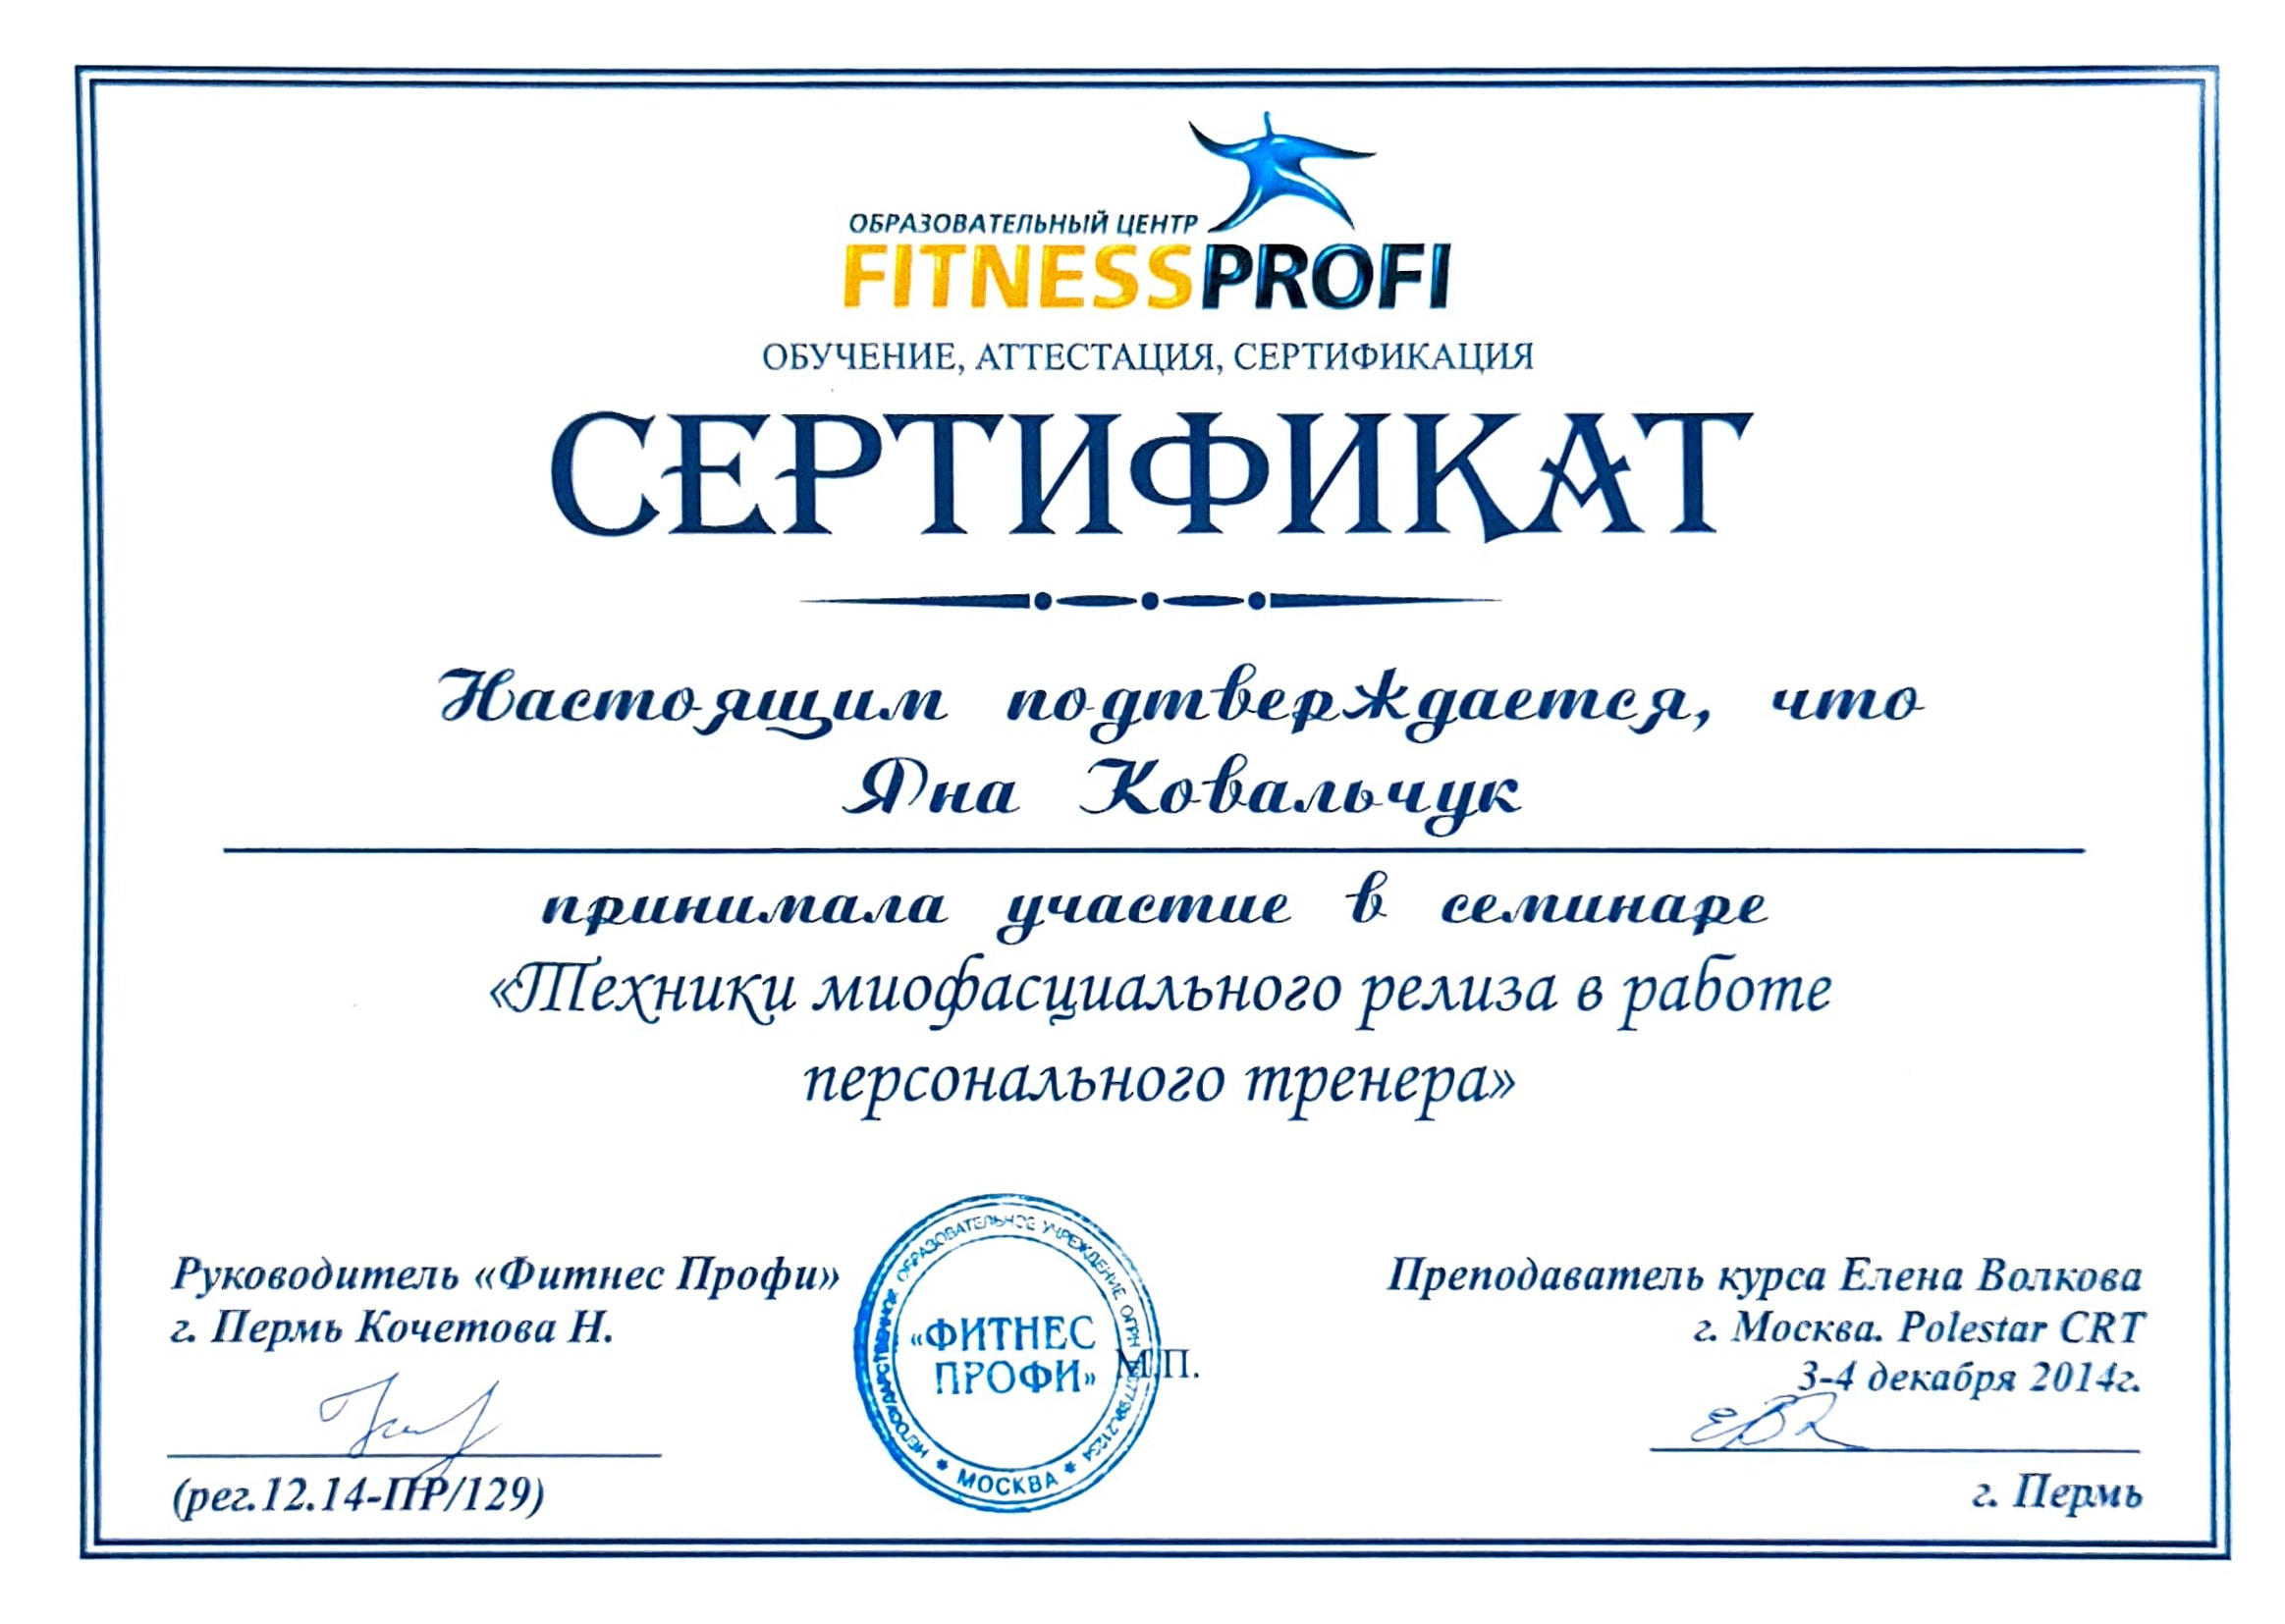 ОБРАЗОВАТЕЛЬНЫЙ ЦЕНТР
FITNESSPROFI
ОБУЧЕНИЕ, АТТЕСТАЦИЯ, СЕРТИФИКАЦИЯ
СЕРТИФИКАТ
Настоящим подтверждается, что
Яна Ковальчук
принимала участие в семинаре
«Техники миофасциального релиза в работе
персонального тренера»
Руководитель «Фитнес Профи»
г. Пермь Кочетова Н.
(рег.12.14-ПР/129)
НЕГОСУДАРСТВЕННОЕ ОБРАЗОВАТЕЛЬНОЕ УЧРЕЖДЕНИЕ ОГРН
«ФИТНЕС
ПРОФИ»
МОСКВА
М.П.
Преподаватель курса Елена Волкова
г. Москва. Polestar CRT
3-4 декабря 2014г.
г. Пермь